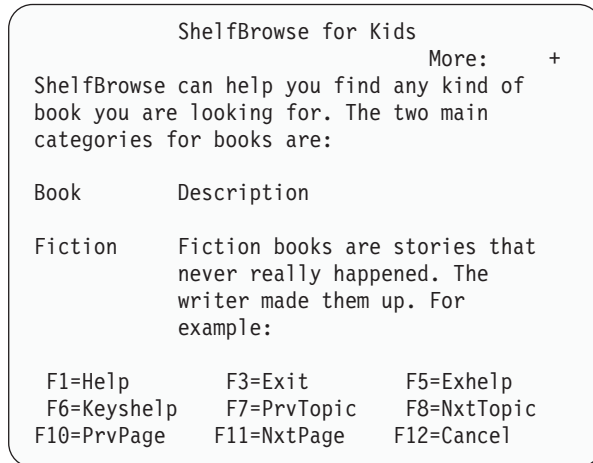 ShelfBrowse for Kids
More: +
ShelfBrowse can help you find any kind of
book you are looking for. The two main
categories for books are:
Book Description
Fiction Fiction books are stories that
never really happened. The
writer made them up. For
example:
F1=Help F3=Exit F5=Exhelp
F6=Keyshelp F7=PrvTopic F8=NxtTopic
F10=PrvPage F11=NxtPage F12=Cancel